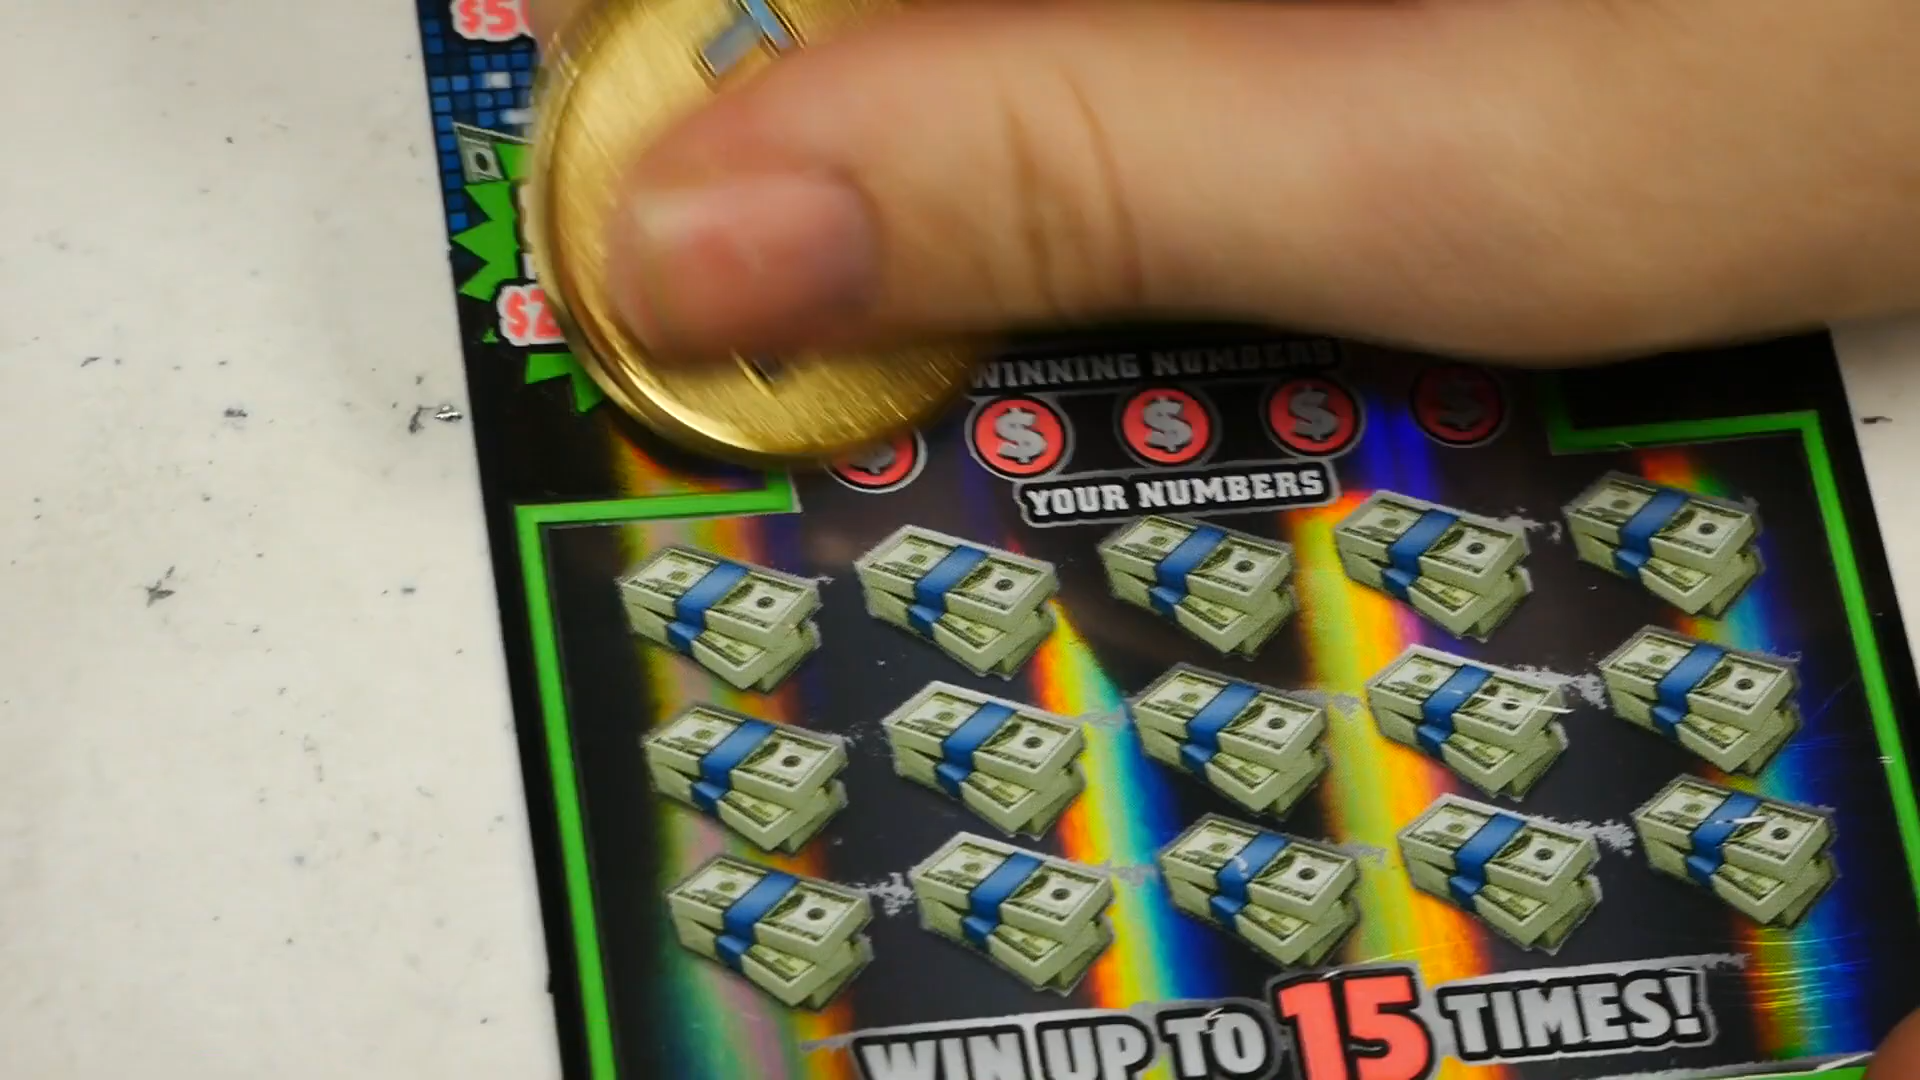 WINNING NUMBERS
$ $ $ $ $
YOUR NUMBERS
WIN UP TO 15 TIMES!